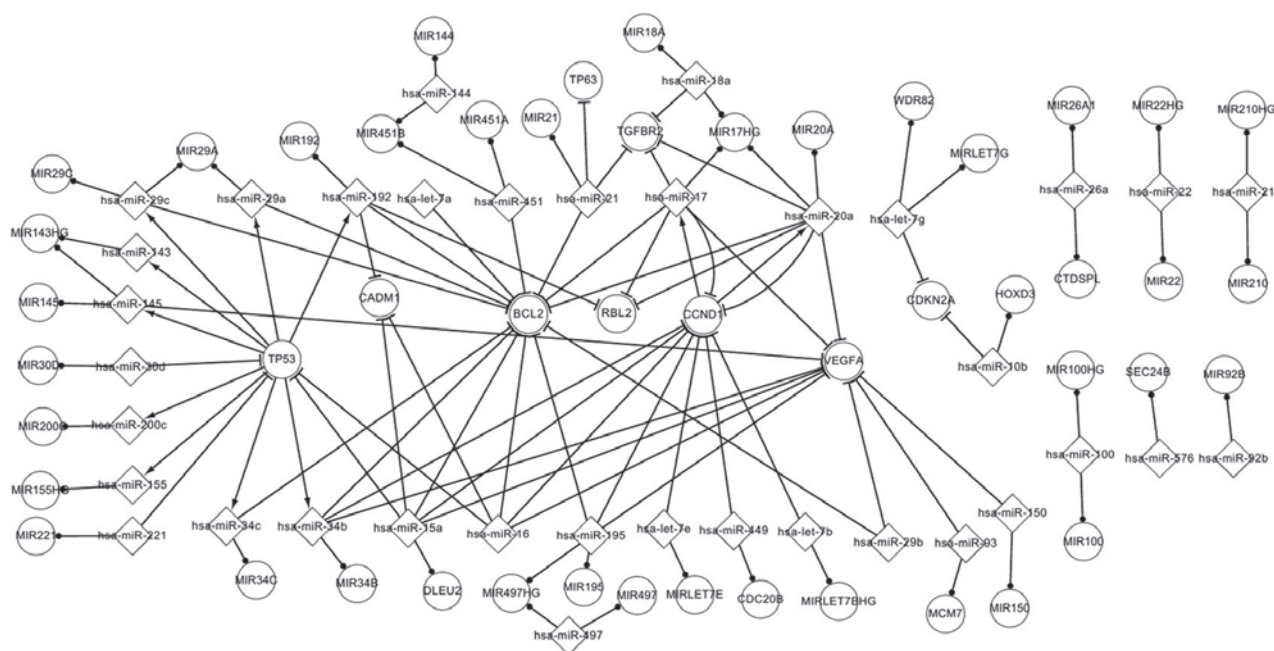 MIR144
MIR18A
TP63
hsa-miR-18a
WDR82
hsa-miR-144
MIR26A1
MIR22HG
MIR210HG
MIR21
MIR451A
MIR451B
TGFBR2
MIR17HG
MIR20A
MIR192
MIR29A
MIRLET7G
MIR29C
hsa-miR-29c
hsa-miR-29a
hsa-miR-192
hsa-let-7a
hsa-miR-451
hsa-miR-21
hsa-miR-17
hsa-miR-20a
hsa-let-7g
hsa-miR-26a
hsa-miR-22
hsa-miR-21
MIR143HG
hsa-miR-143
CTDSPL
MIR22
MIR210
MIR145
hsa-miR-145
CADM1
BCL2
RBL2
CCND1
CDKN2A
HOXD3
MIR30D
hsa-miR-30d
TP53
VEGFA
hsa-miR-10b
MIR100HG
SEC24B
MIR92B
hsa-miR-200c
MIR155HG
hsa-miR-155
hsa-miR-100
hsa-miR-576
hsa-miR-92b
MIR221
hsa-miR-221
hsa-miR-34c
hsa-miR-34b
hsa-miR-15a
hsa-miR-16
hsa-miR-195
hsa-let-7e
hsa-miR-449
hsa-let-7b
hsa-miR-29b
hsa-miR-93
hsa-miR-150
MIR100
MIR34C
MIR34B
DLEU2
MIR497HG
MIR195
MIR497
MIRLET7E
CDC20B
MIRLET7BHG
MCM7
MIR150
hsa-miR-497